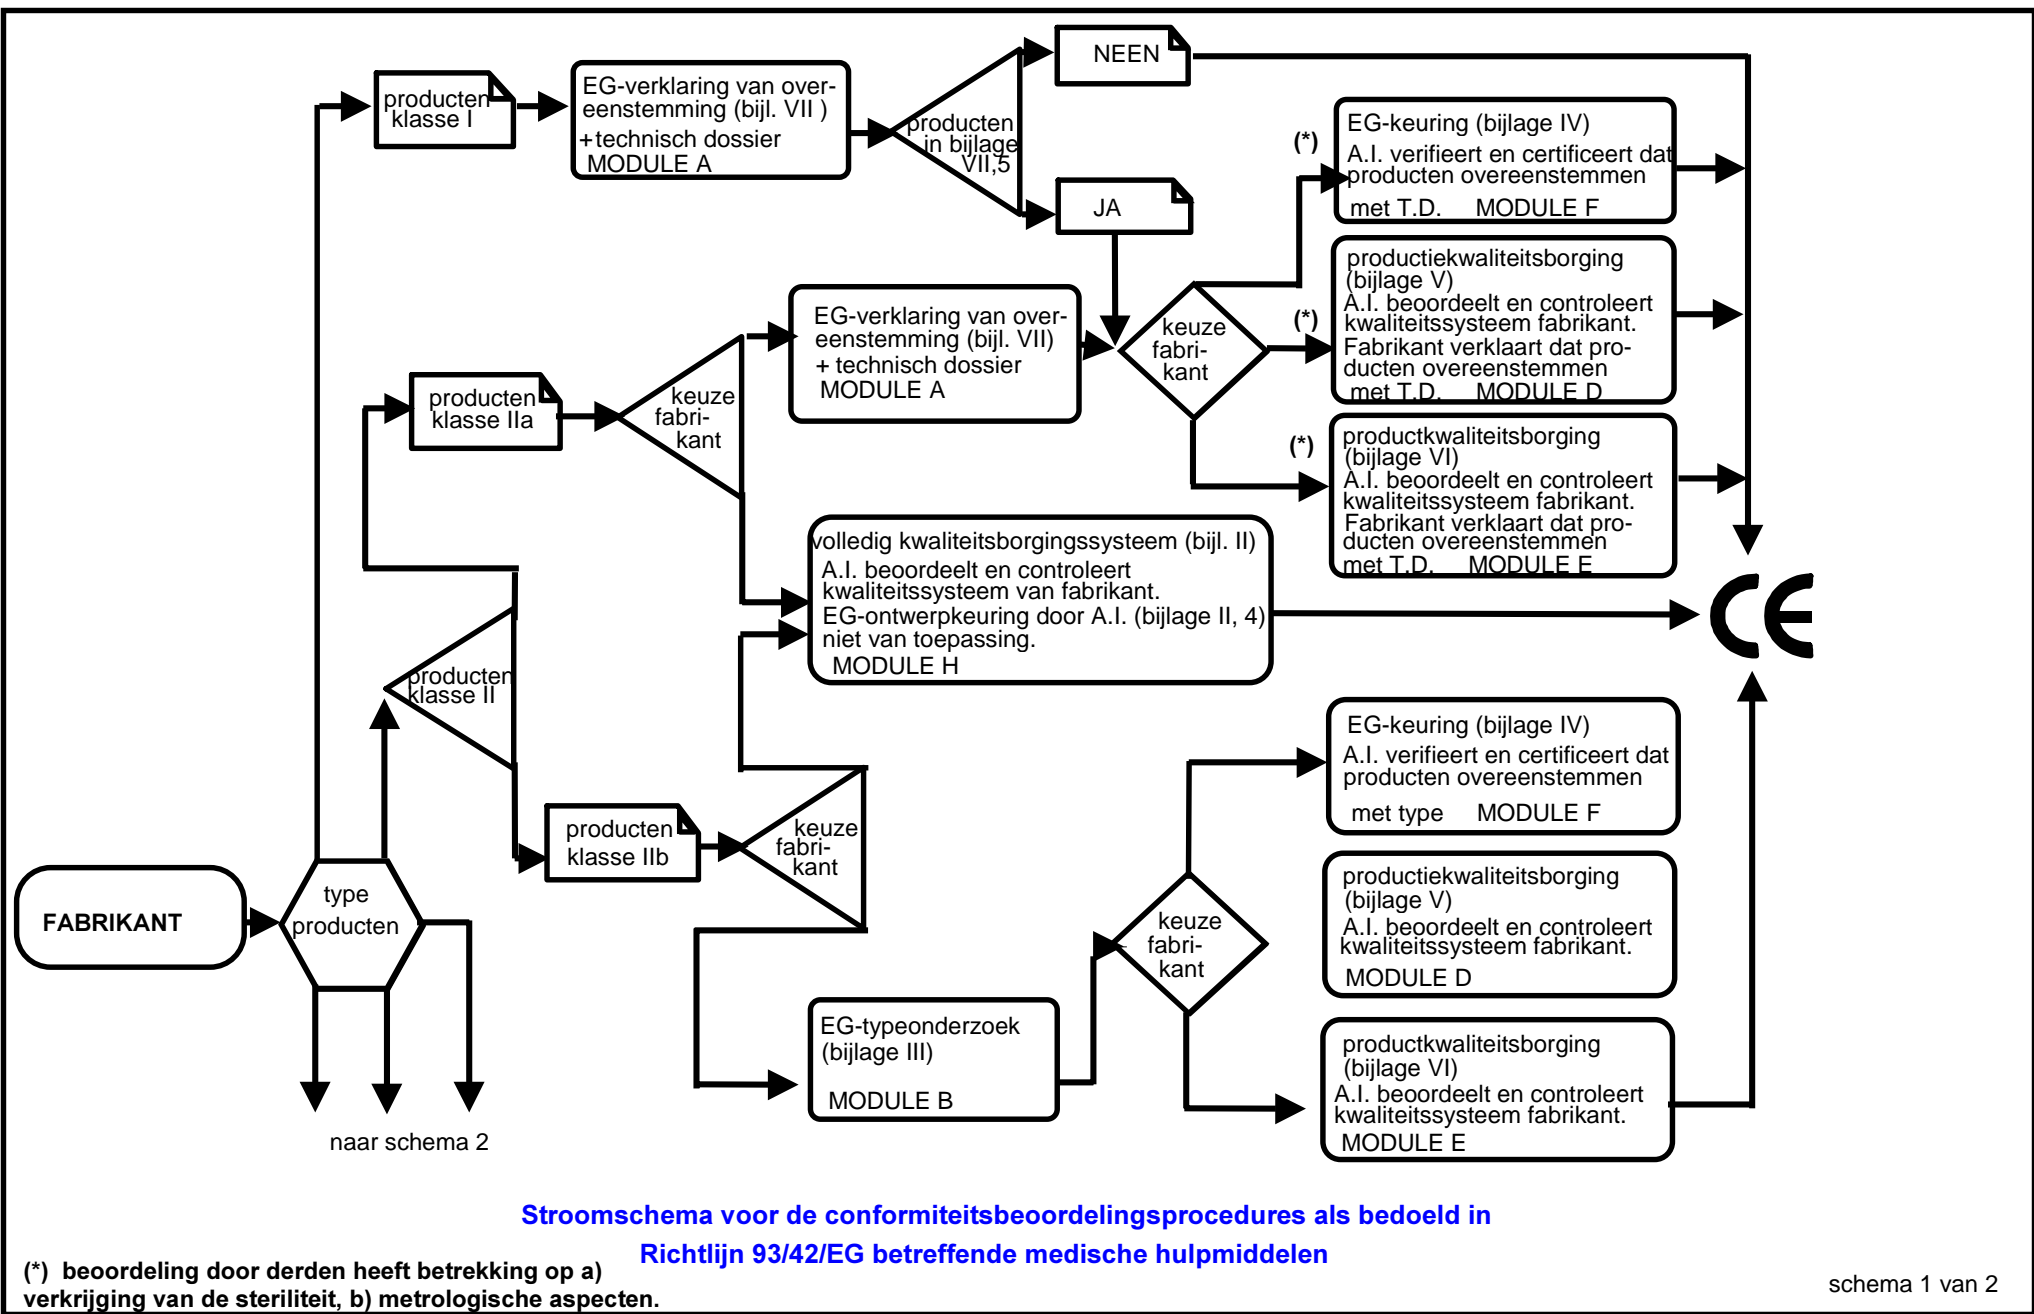 NEEN
producten
klasse I
EG-verklaring van over-
eenstemming (bijl. VII )
+technisch dossier
MODULE A
producten
in bijlage
VII,5
JA
(*)
EG-keuring (bijlage IV)
A.I. verifieert en certificeert dat
producten overeenstemmen
met T.D. MODULE F
(*)
productiekwaliteitsborging
(bijlage V)
A.I. beoordeelt en controleert
kwaliteitssysteem fabrikant.
Fabrikant verklaart dat pro-
ducten overeenstemmen
met T.D. MODULE D
EG-verklaring van over-
eenstemming (bijl. VII)
+ technisch dossier
MODULE A
keuze
fabri-
kant
producten
klasse IIa
keuze
fabri-
kant
(*)
productkwaliteitsborging
(bijlage VI)
A.I. beoordeelt en controleert
kwaliteitssysteem fabrikant.
Fabrikant verklaart dat pro-
ducten overeenstemmen
met T.D. MODULE E
volledig kwaliteitsborgingssysteem (bijl. II)
A.I. beoordeelt en controleert
kwaliteitssysteem van fabrikant.
EG-ontwerpkeuring door A.I. (bijlage II, 4)
niet van toepassing.
MODULE H
CE
producten
klasse II
producten
klasse IIb
keuze
fabri-
kant
EG-keuring (bijlage IV)
A.I. verifieert en certificeert dat
producten overeenstemmen
met type MODULE F
FABRIKANT
type
producten
keuze
fabri-
kant
productiekwaliteitsborging
(bijlage V)
A.I. beoordeelt en controleert
kwaliteitssysteem fabrikant.
MODULE D
EG-typeonderzoek
(bijlage III)
MODULE B
productkwaliteitsborging
(bijlage VI)
A.I. beoordeelt en controleert
kwaliteitssysteem fabrikant.
MODULE E
naar schema 2
Stroomschema voor de conformiteitsbeoordelingsprocedures als bedoeld in
Richtlijn 93/42/EG betreffende medische hulpmiddelen
(*) beoordeling door derden heeft betrekking op a)
verkrijging van de steriliteit, b) metrologische aspecten.
schema 1 van 2